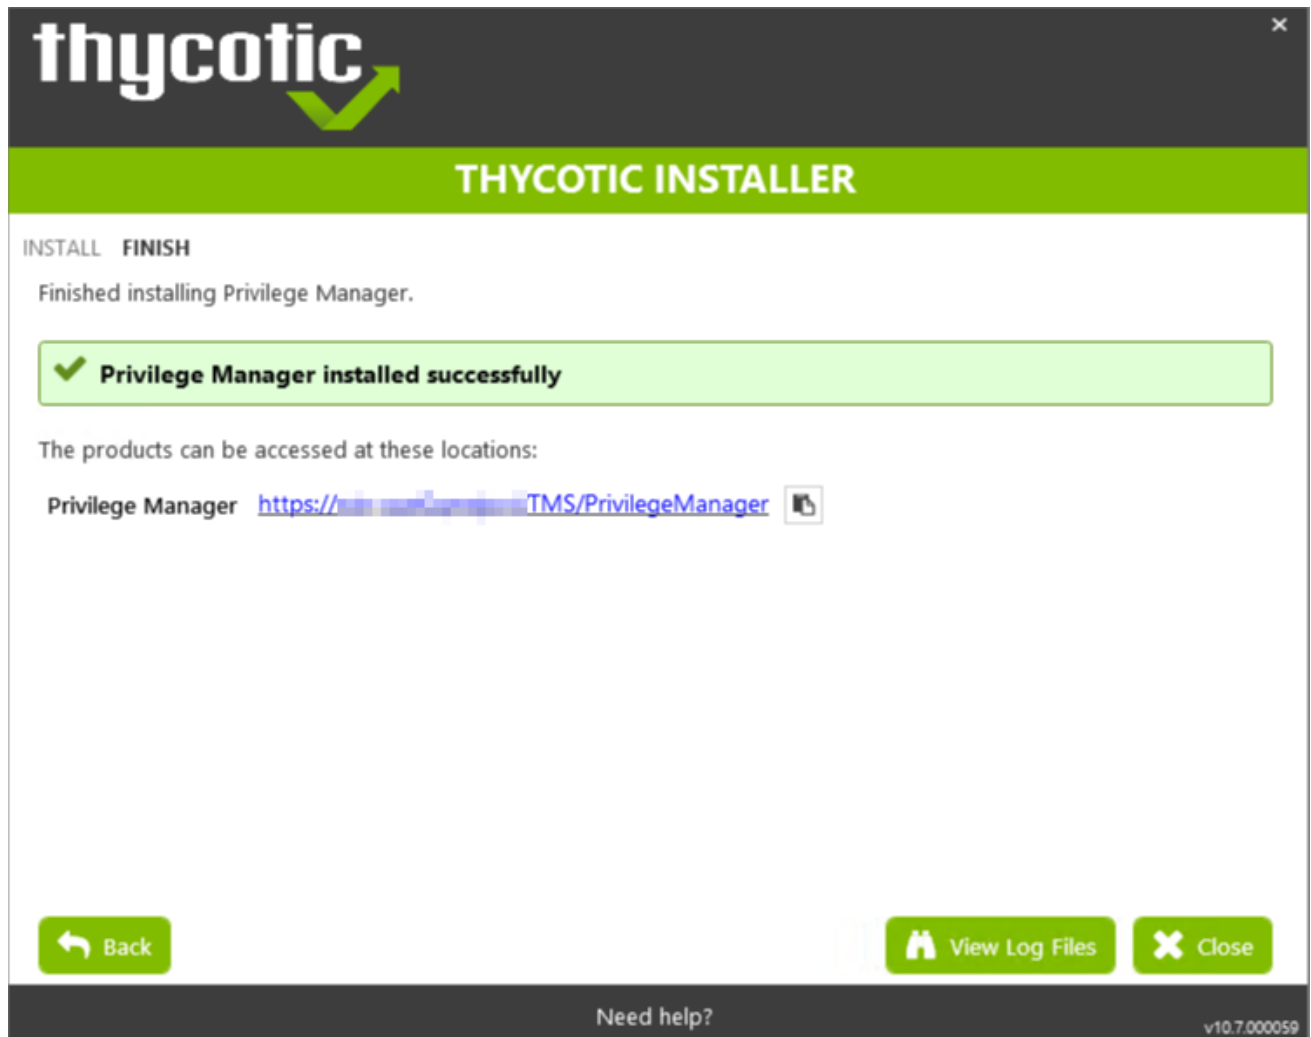 thycotic
THYCOTIC INSTALLER
INSTALL FINISH
Finished installing Privilege Manager.
Privilege Manager installed successfully
The products can be accessed at these locations:
Privilege Manager https:// TMS/PrivilegeManager
Back View Log Files Close
Need help?
v10.7.000059